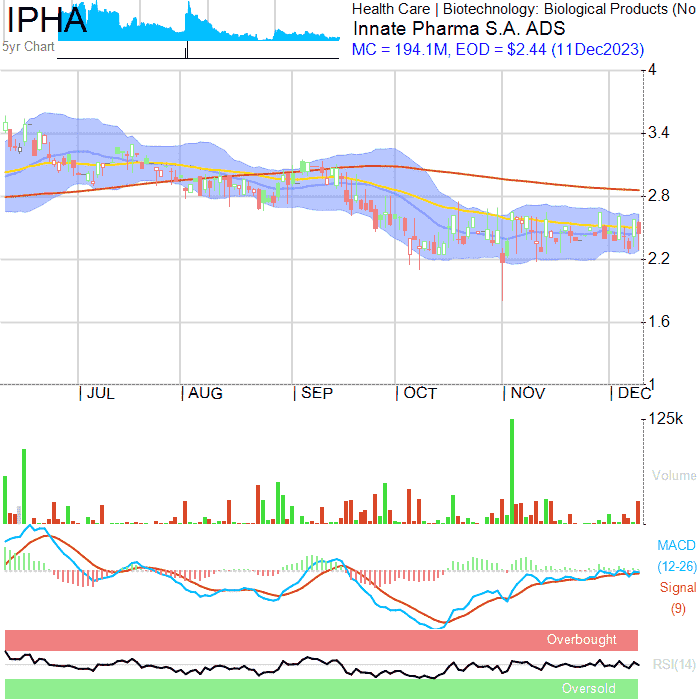 IPHA
5yr Chart
Health Care | Biotechnology: Biological Products (No
Innate Pharma S.A. ADS
MC = 194.1M, EOD = $2.44 (11Dec2023)
4
3.4
2.8
2.2
1.6
1
JUL AUG SEP OCT NOV DEC
125k
Volume
MACD
(12-26)
Signal
(9)
Overbought
RSI(14)
Oversold